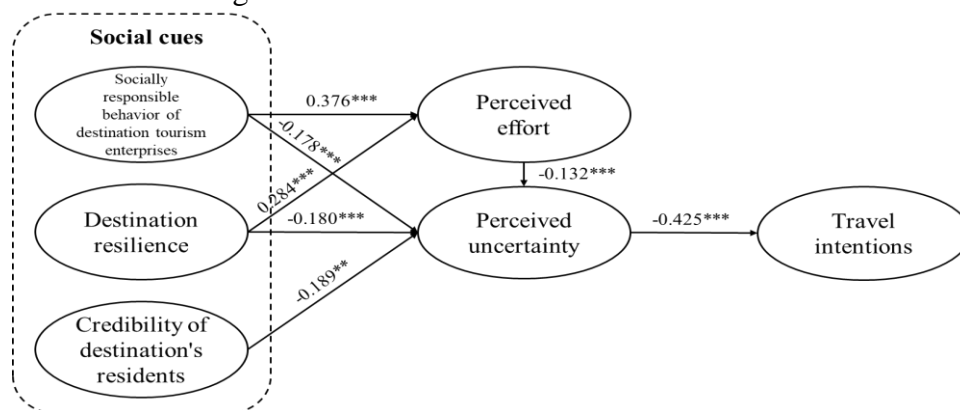 Social cues
Socially
responsible
behavior of
destination tourism
enterprises
0.376***
-0.178***
Perceived
effort
0.284***
-0.132***
Destination
resilience
-0.180***
Perceived
uncertainty
-0.425***
Travel
intentions
-0.189**
Credibility of
destination's
residents